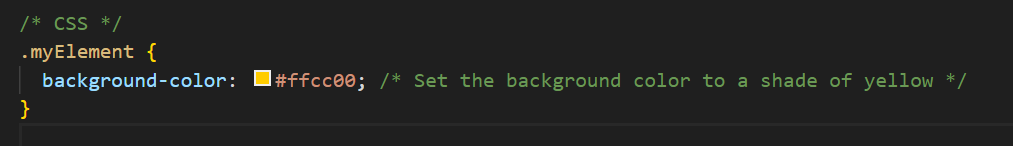 /* CSS */
.myElement {
  background-color: #ffcc00; /* Set the background color to a shade of yellow */
}